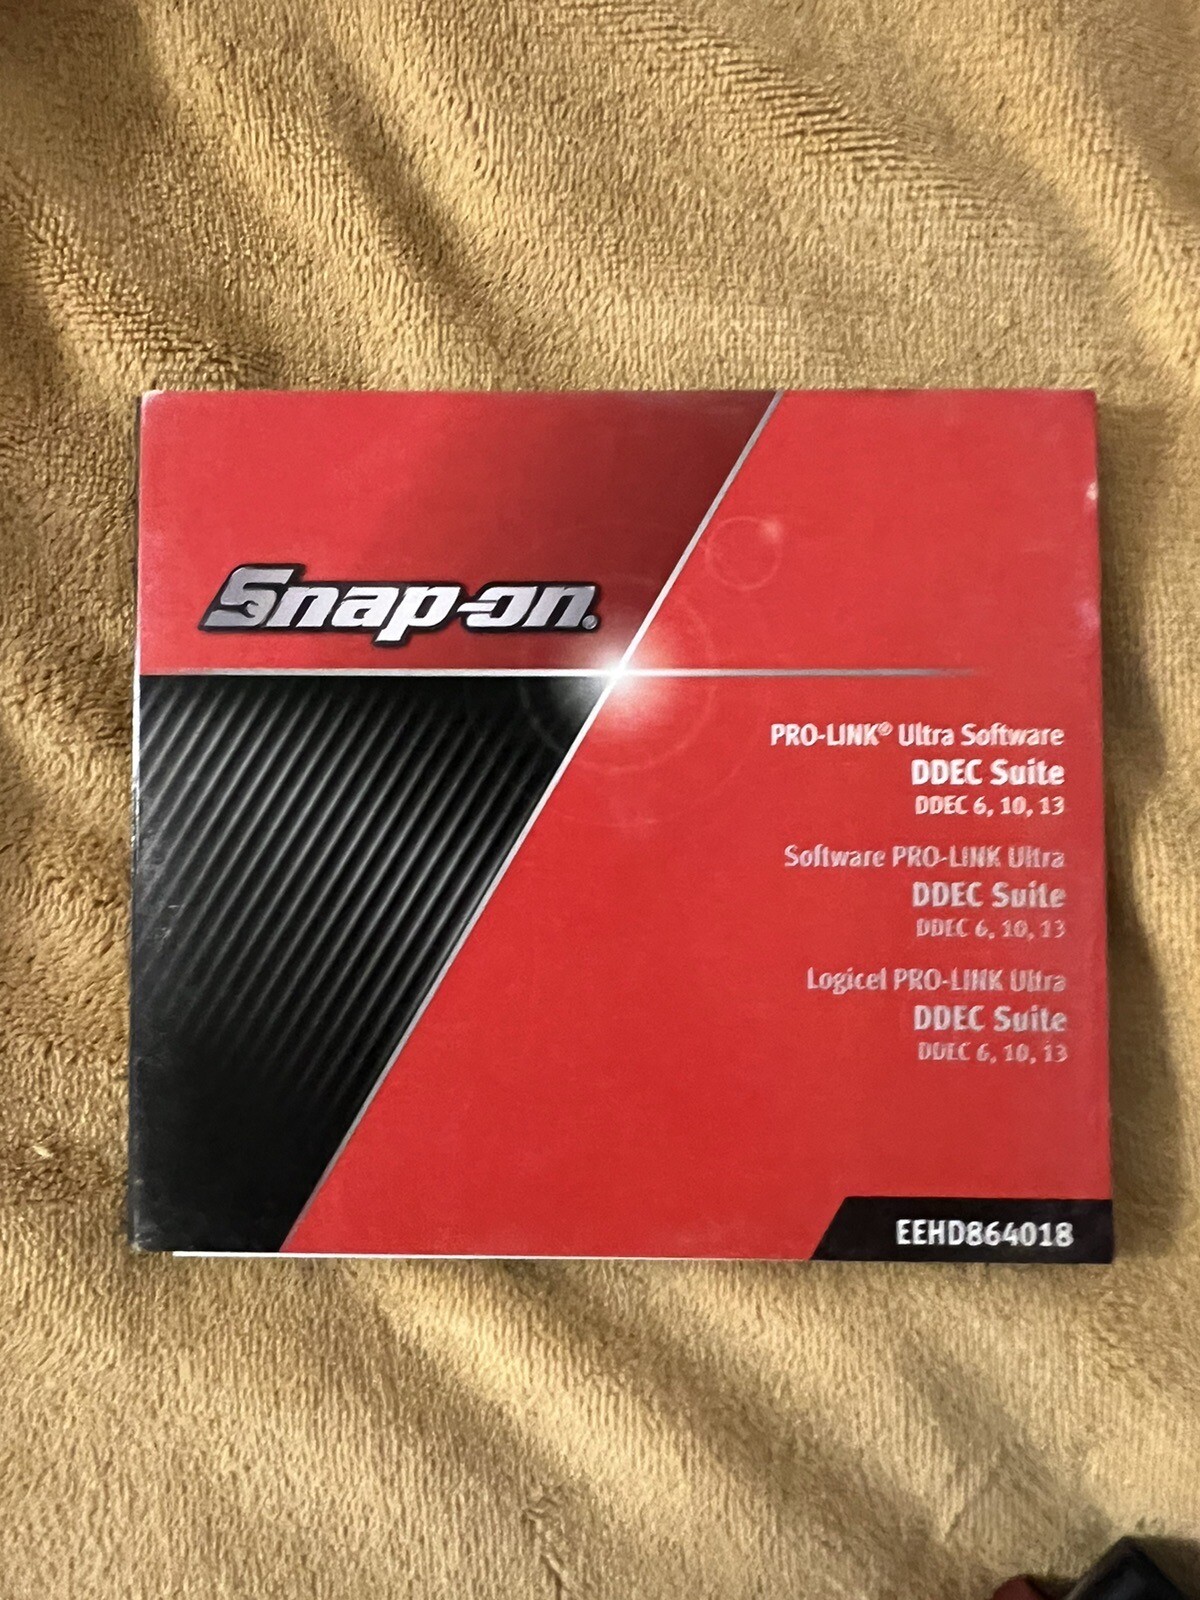 Snap-on®
PRO-LINK® Ultra Software
DDEC Suite
DDEC 6, 10, 13
Software PRO-LINK Ultra
DDEC Suite
DDEC 6, 10, 13
Logicel PRO-LINK Ultra
DDEC Suite
DDEC 6, 10, 13
EEHD864018